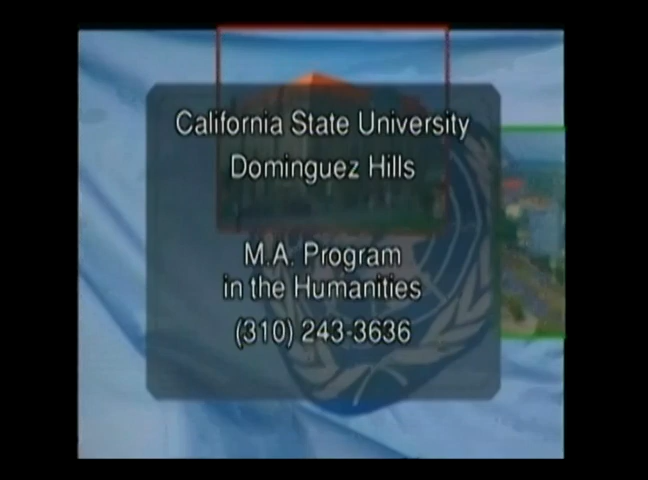 California State University
Dominguez Hills
M.A. Program
in the Humanities
(310) 243-3636